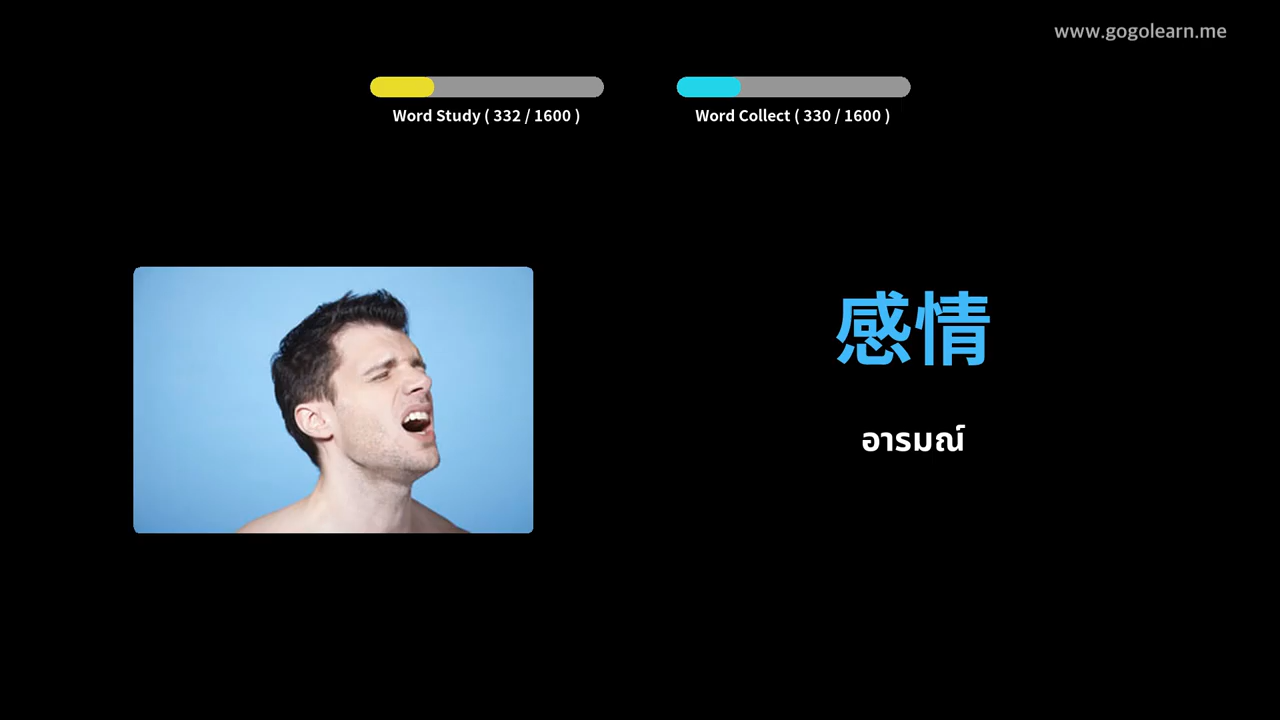 www.gogolearn.me
Word Study ( 332 / 1600 )
Word Collect ( 330 / 1600 )
感情
อารมณ์